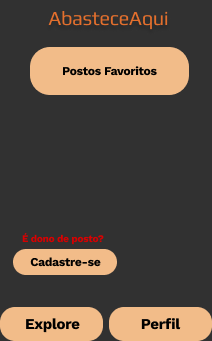 AbasteceAqui
Postos Favoritos
É dono de posto?
Cadastre-se
Explore
Perfil